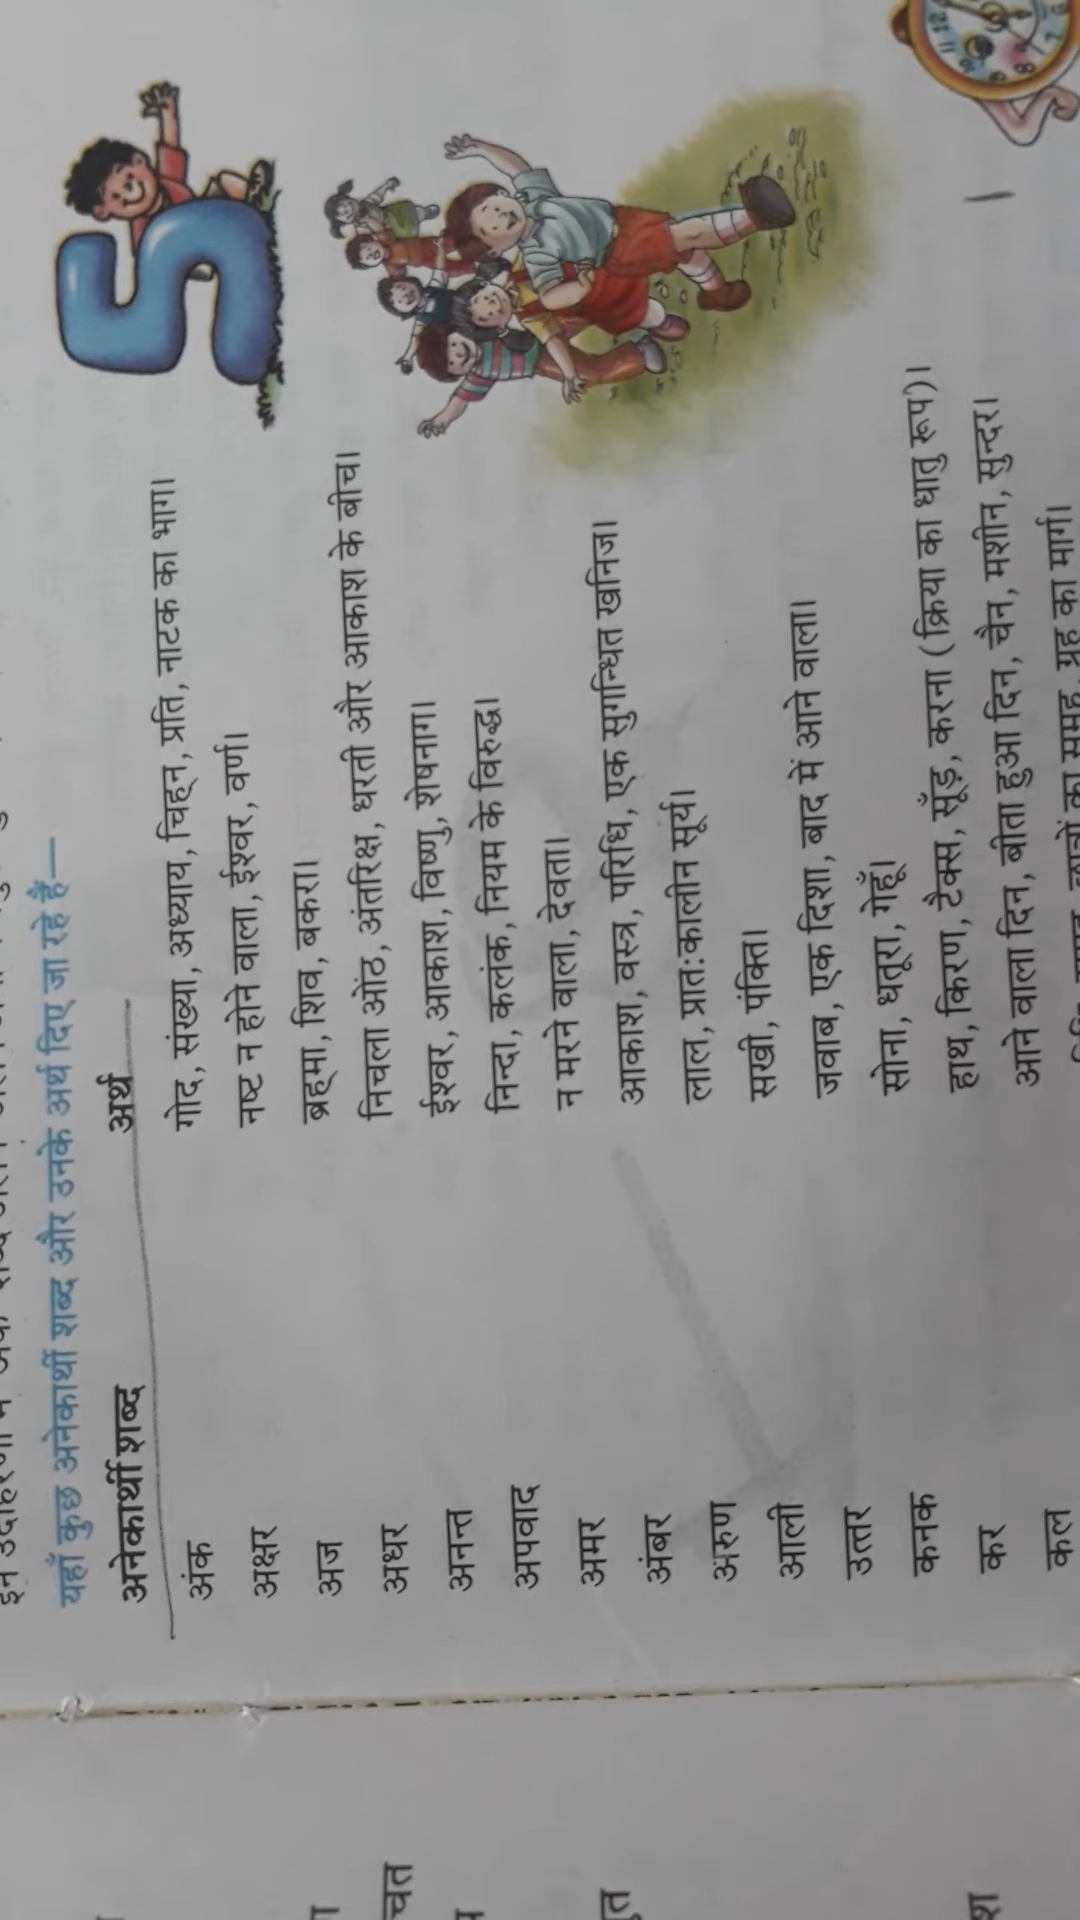 यहाँ कुछ अनेकार्थी शब्द और उनके अर्थ दिए जा रहे हैं—
अनेकार्थी शब्द अर्थ
अंक गोद, संख्या, अध्याय, चिह्न, प्रति, नाटक का भाग।
अक्षर नष्ट न होने वाला, ईश्वर, वर्ण।
अज ब्रह्मा, शिव, बकरा।
अधर निचला ओंठ, अंतरिक्ष, धरती और आकाश के बीच।
अनन्त ईश्वर, आकाश, विष्णु, शेषनाग।
अपवाद निन्दा, कलंक, नियम के विरुद्ध।
अमर न मरने वाला, देवता।
अंबर आकाश, वस्त्र, परिधि, एक सुगन्धित खनिज।
अरुण लाल, प्रातःकालीन सूर्य।
आली सखी, पंक्ति।
उत्तर जवाब, एक दिशा, बाद में आने वाला।
कनक सोना, धतूरा, गेहूँ।
कर हाथ, किरण, टैक्स, सूँड़, करना (क्रिया का धातु रूप)।
कल आने वाला दिन, बीता हुआ दिन, चैन, मशीन, सुन्दर।
का समूह, ग्रह का मार्ग।